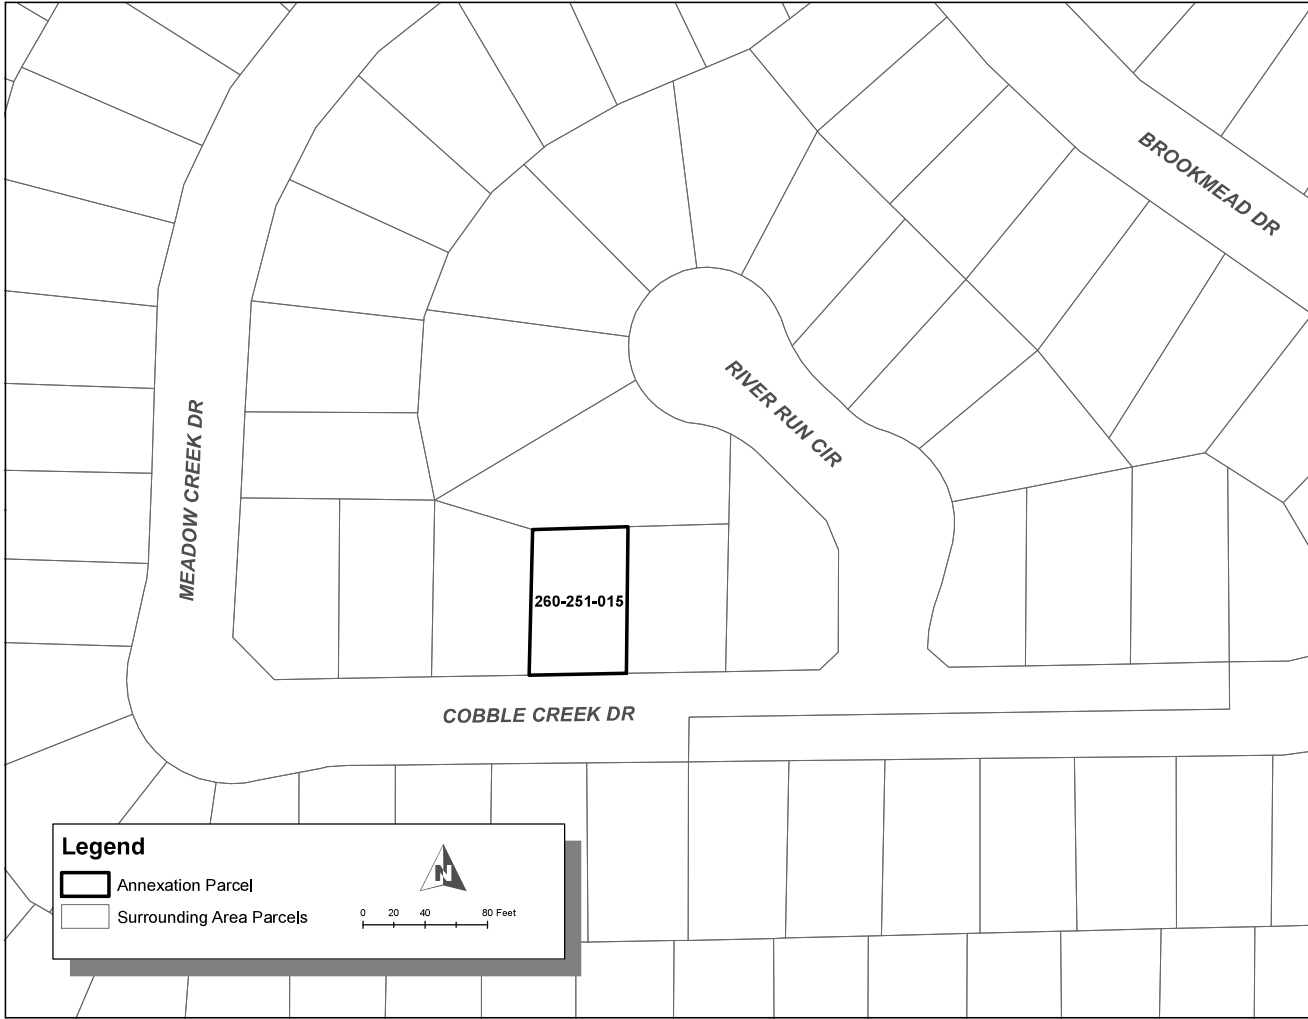 BROOKMEAD DR
RIVER RUN CIR
MEADOW CREEK DR
260-251-015
COBBLE CREEK DR
Legend
N
Annexation Parcel
Surrounding Area Parcels
0 20 40 80 Feet